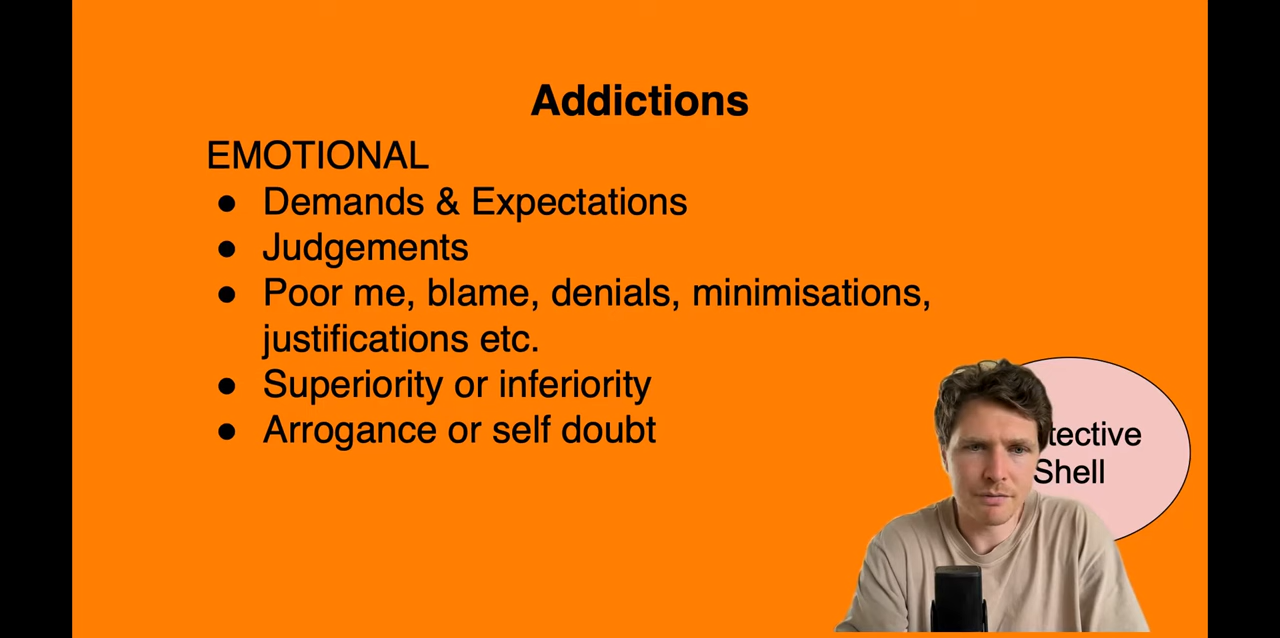 Addictions
EMOTIONAL
● Demands & Expectations
● Judgements
● Poor me, blame, denials, minimisations,
justifications etc.
● Superiority or inferiority
● Arrogance or self doubt
Shell